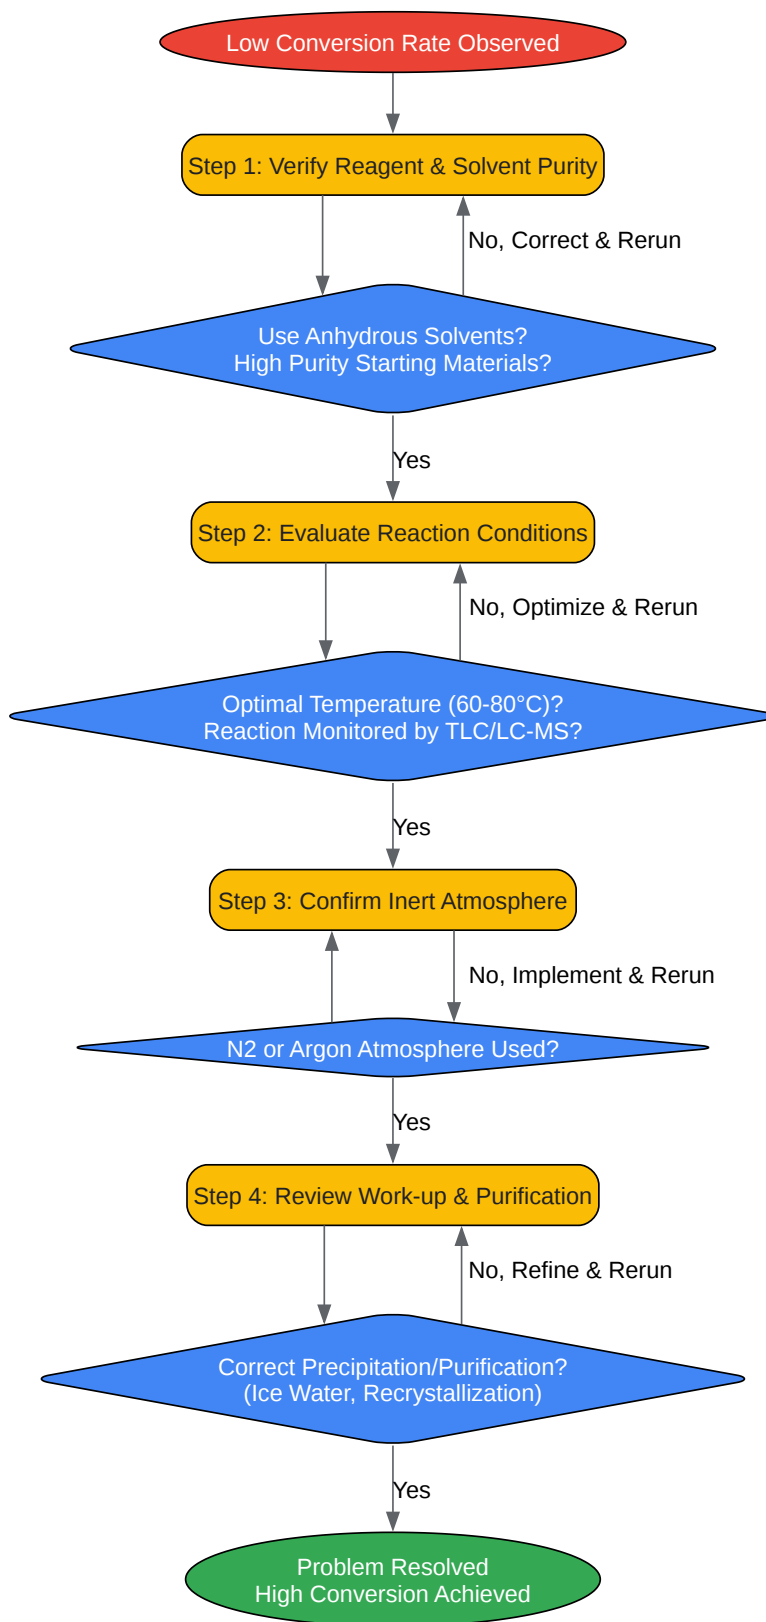 Low Conversion Rate Observed
Step 1: Verify Reagent & Solvent Purity
No, Correct & Rerun
Use Anhydrous Solvents?
High Purity Starting Materials?
Yes
Step 2: Evaluate Reaction Conditions
No, Optimize & Rerun
Optimal Temperature (60-80°C)?
Reaction Monitored by TLC/LC-MS?
Yes
Step 3: Confirm Inert Atmosphere
No, Implement & Rerun
N2 or Argon Atmosphere Used?
Yes
Step 4: Review Work-up & Purification
No, Refine & Rerun
Correct Precipitation/Purification?
(Ice Water, Recrystallization)
Yes
Problem Resolved
High Conversion Achieved